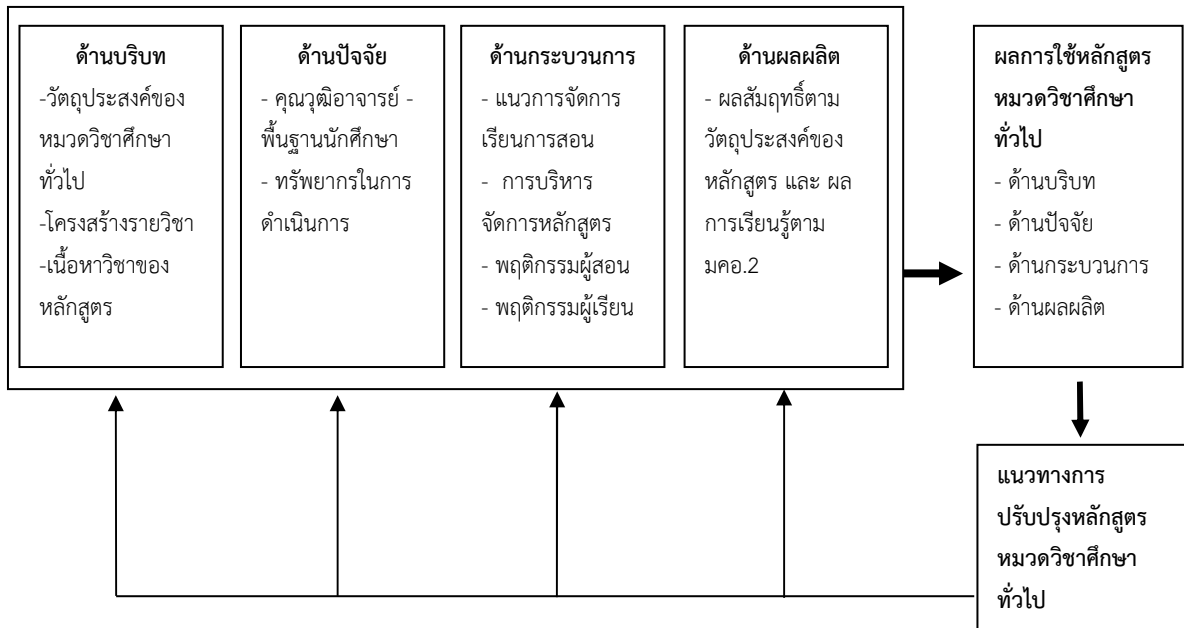 ด้านบริบท
-วัตถุประสงค์ของ
หมวดวิชาศึกษา
ทั่วไป
-โครงสร้างรายวิชา
-เนื้อหาวิชาของ
หลักสูตร
ด้านปัจจัย
- คุณวุฒิอาจารย์ -
พื้นฐานนักศึกษา
- ทรัพยากรในการ
ดำเนินการ
ด้านกระบวนการ
- แนวการจัดการ
เรียนการสอน
- การบริหาร
จัดการหลักสูตร
- พฤติกรรมผู้สอน
- พฤติกรรมผู้เรียน
ด้านผลผลิต
- ผลสัมฤทธิ์ตาม
วัตถุประสงค์ของ
หลักสูตร และ ผล
การเรียนรู้ตาม
มคอ.2
ผลการใช้หลักสูตร
หมวดวิชาศึกษา
ทั่วไป
- ด้านบริบท
- ด้านปัจจัย
- ด้านกระบวนการ
- ด้านผลผลิต
แนวทางการ
ปรับปรุงหลักสูตร
หมวดวิชาศึกษา
ทั่วไป